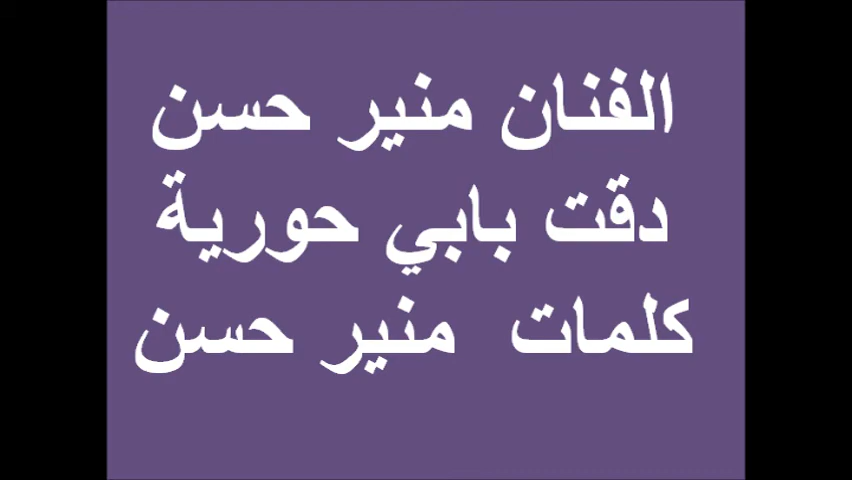 الفنان منير حسن
دقت بابي حورية
كلمات منير حسن